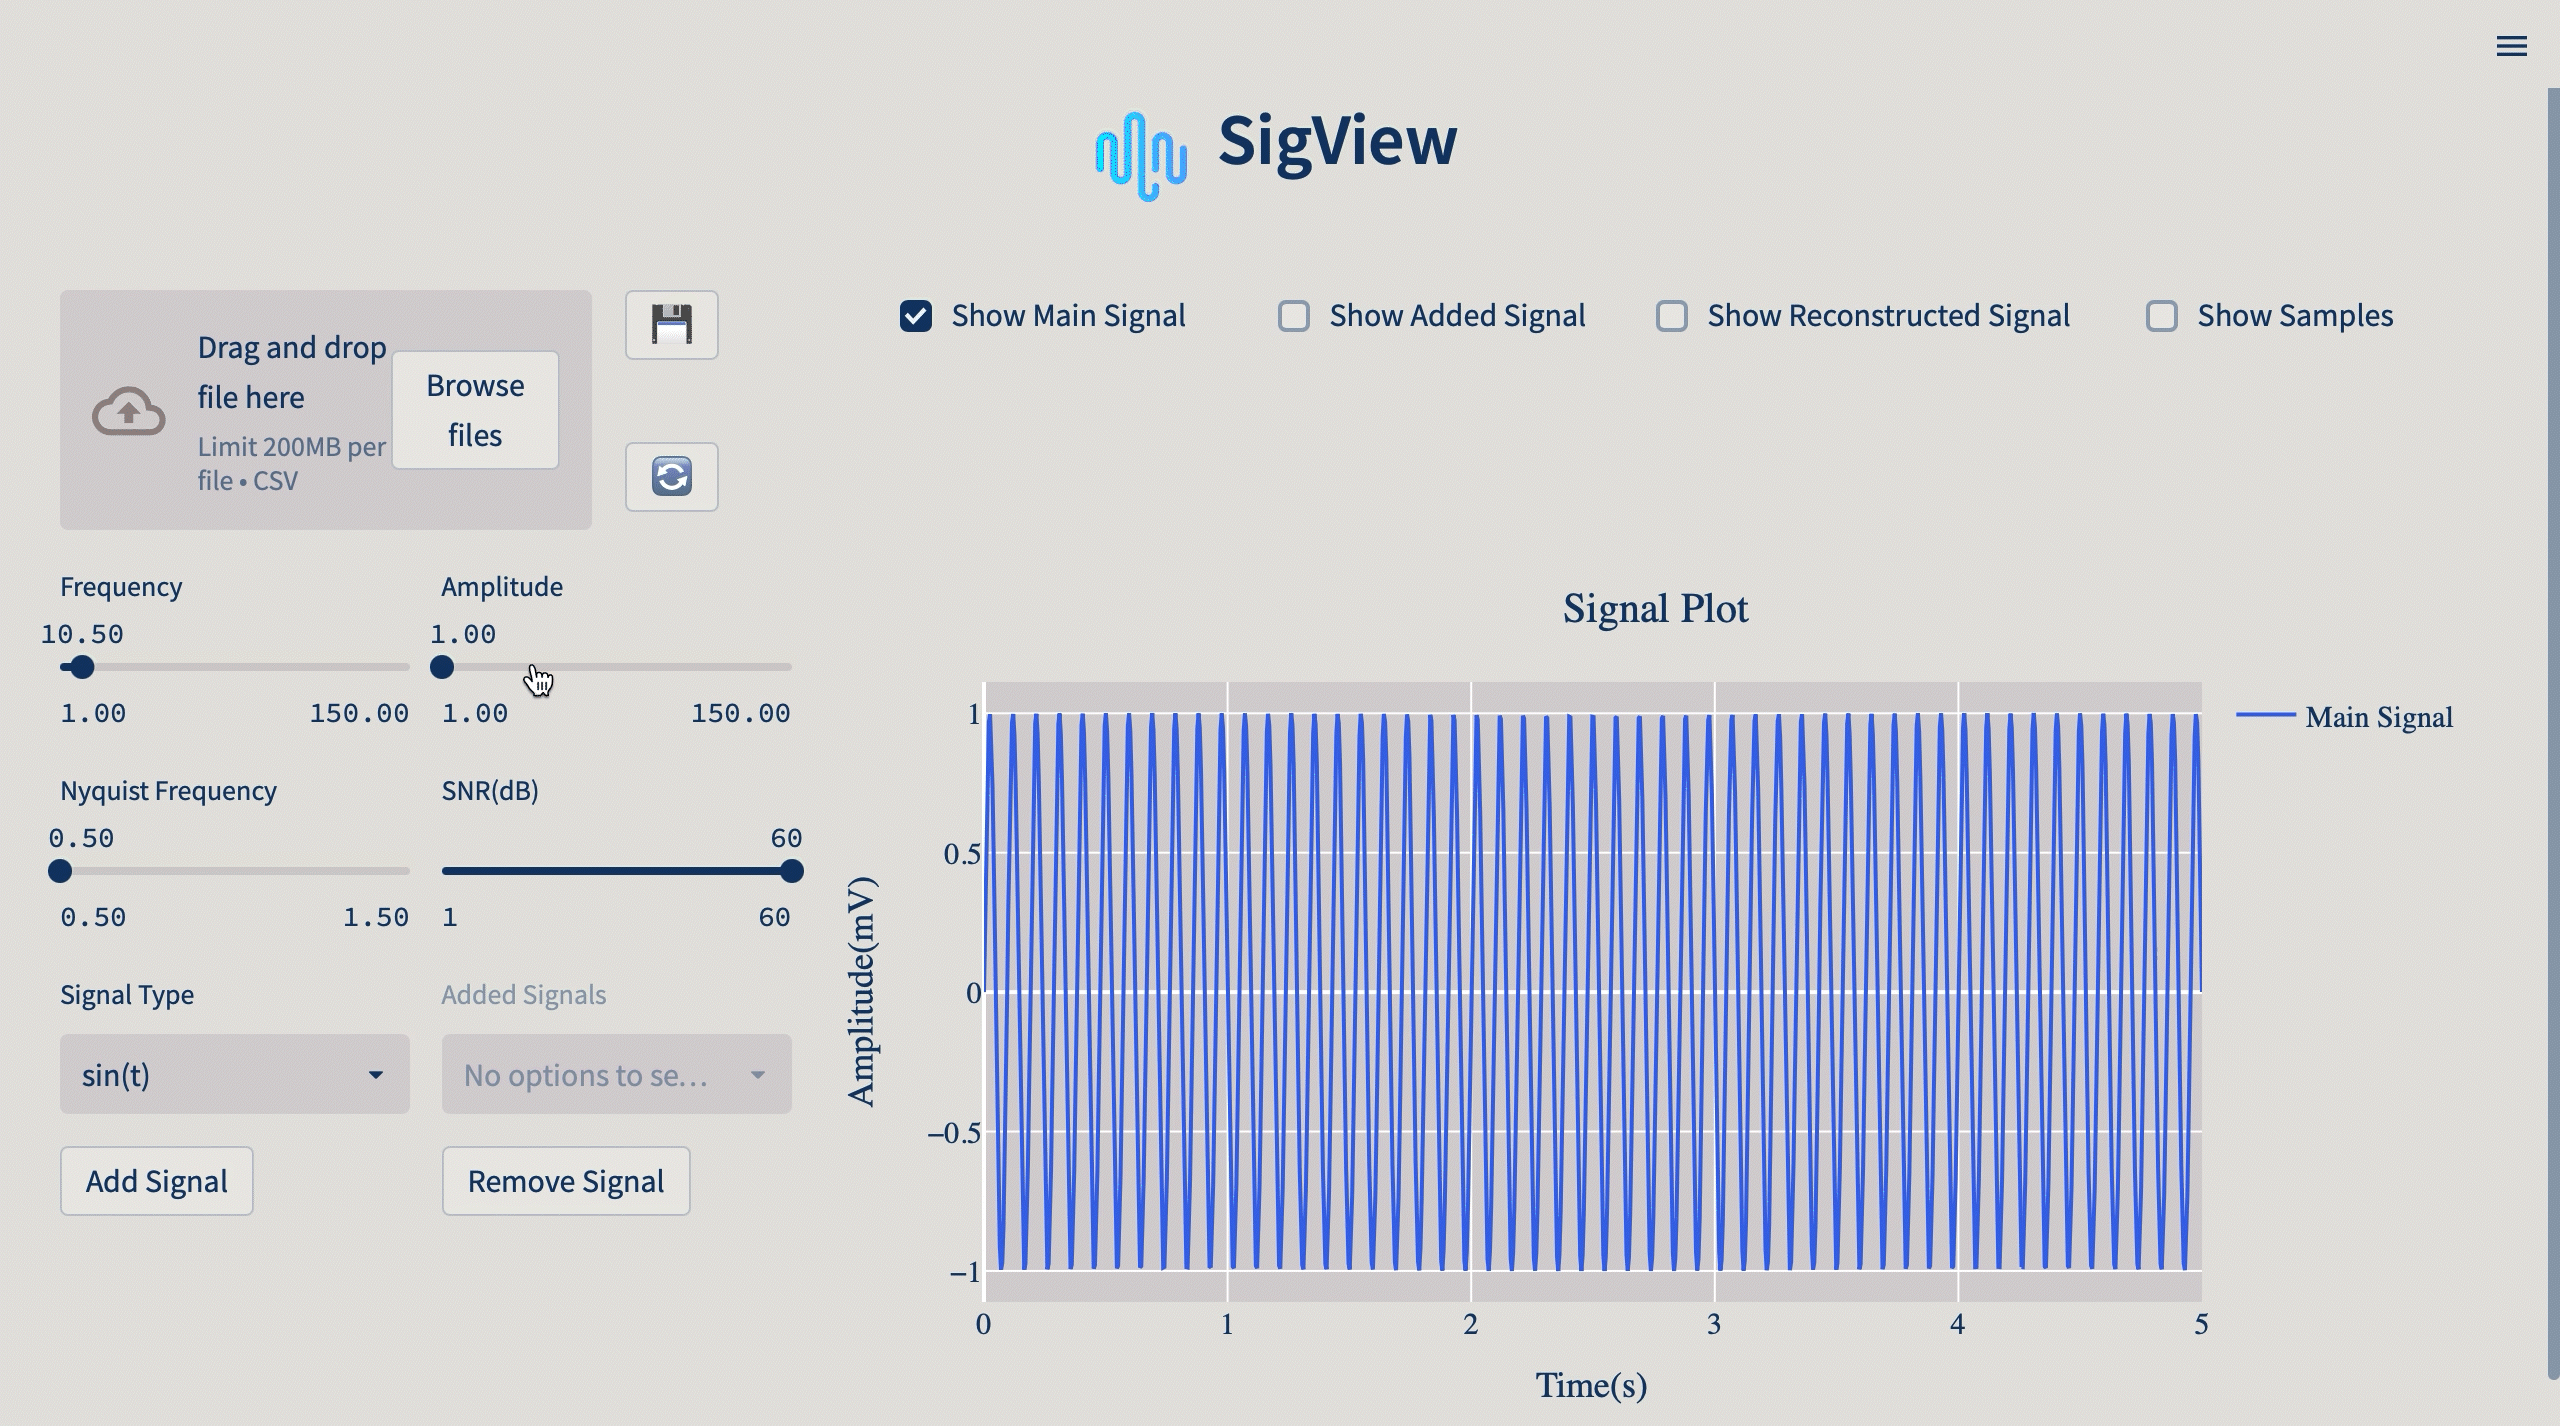 SigView
Drag and drop
file here
Limit 200MB per
file • CSV
Browse
files
Show Main Signal
Show Added Signal
Show Reconstructed Signal
Show Samples
Frequency
10.50
1.00 150.00
Amplitude
1.00
1.00 150.00
Nyquist Frequency
0.50
0.50 1.50
SNR(dB)
60
1 60
Signal Type
sin(t)
Added Signals
No options to se...
Add Signal
Remove Signal
Signal Plot
Main Signal
Amplitude(mV)
1
0.5
0
−0.5
−1
0 1 2 3 4 5
Time(s)